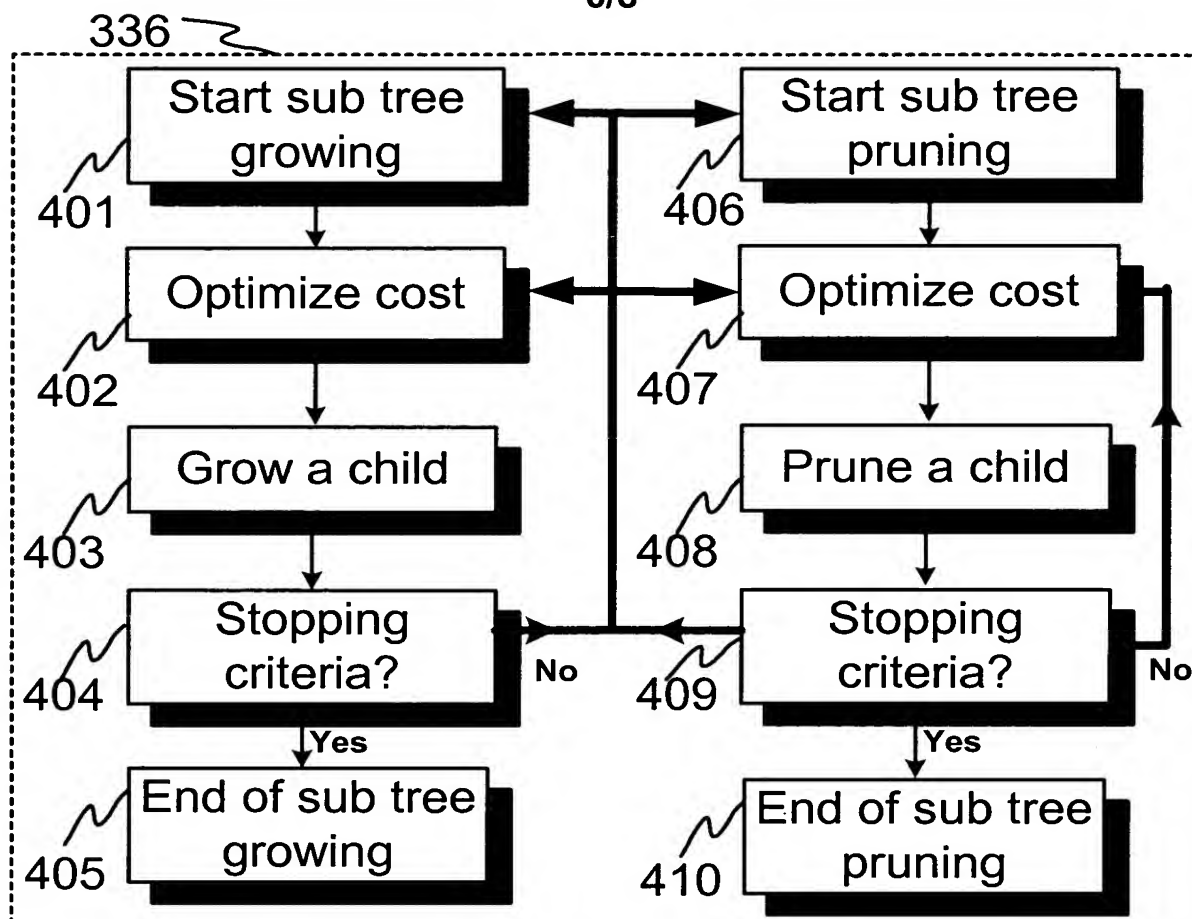 336
Start sub tree
growing
401
Optimize cost
402
Grow a child
403
Stopping
criteria?
404
No
Yes
End of sub tree
growing
405
Start sub tree
pruning
406
Optimize cost
407
Prune a child
408
Stopping
criteria?
409
No
Yes
End of sub tree
pruning
410